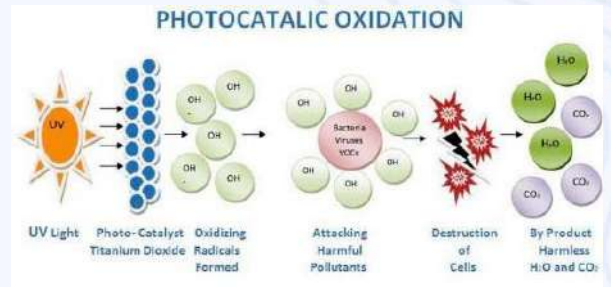 PHOTOCATALIC OXIDATION
UV
OH
OH
OH
OH
OH
OH
OH
OH
OH
OH
OH
OH
Bacteria
Viruses
VOCs
H₂O
H₂O
H₂O
CO₂
CO₂
CO₂
UV Light
Photo-Catalyst
Titanium Dioxide
Oxidizing
Radicals
Formed
Attacking
Harmful
Pollutants
Destruction
of
Cells
By Product
Harmless
H₂O and CO₂